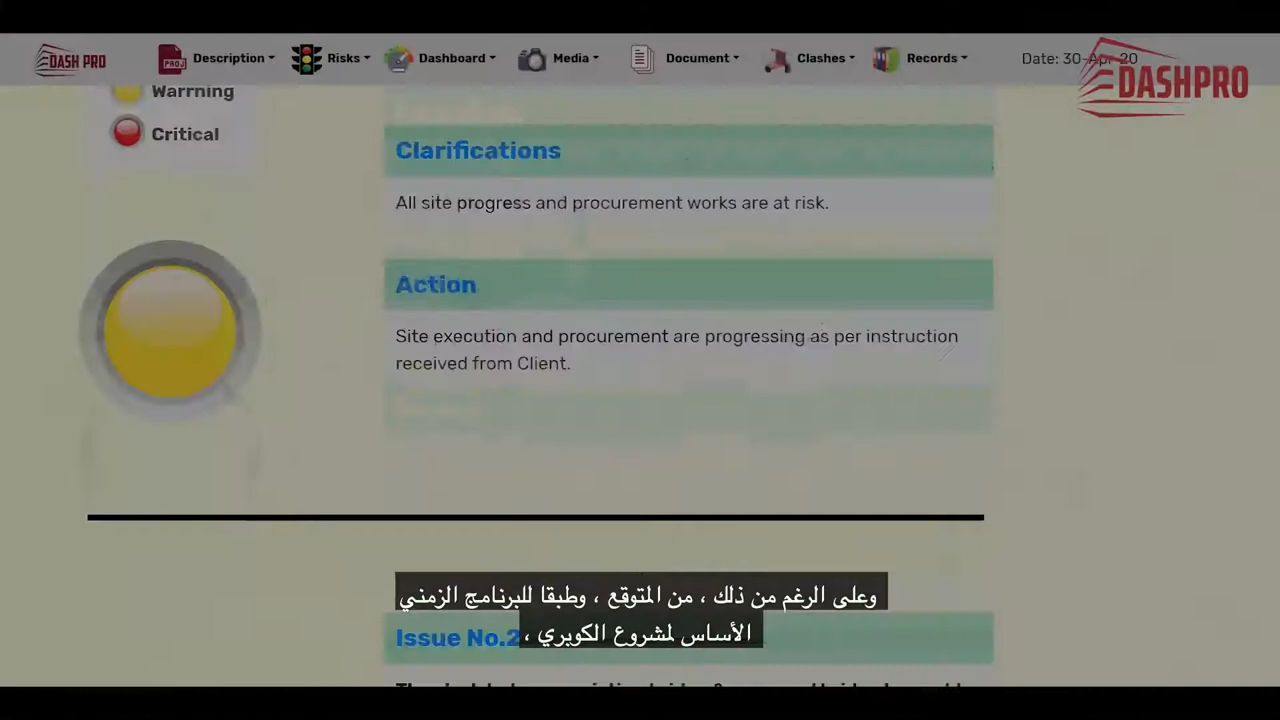 DASH PRO
Description
Risks
Dashboard
Media
Document
Clashes
Records
Date: 30-Apr-20
DASHPRO
Warrning
Critical
Clarifications
All site progress and procurement works are at risk.
Action
Site execution and procurement are progressing as per instruction
received from Client.
وعلى الرغم من ذلك ، من المتوقع ، وطبقا للبرنامج الزمني
الأساس لمشروع الكوبري ،
Issue No.2